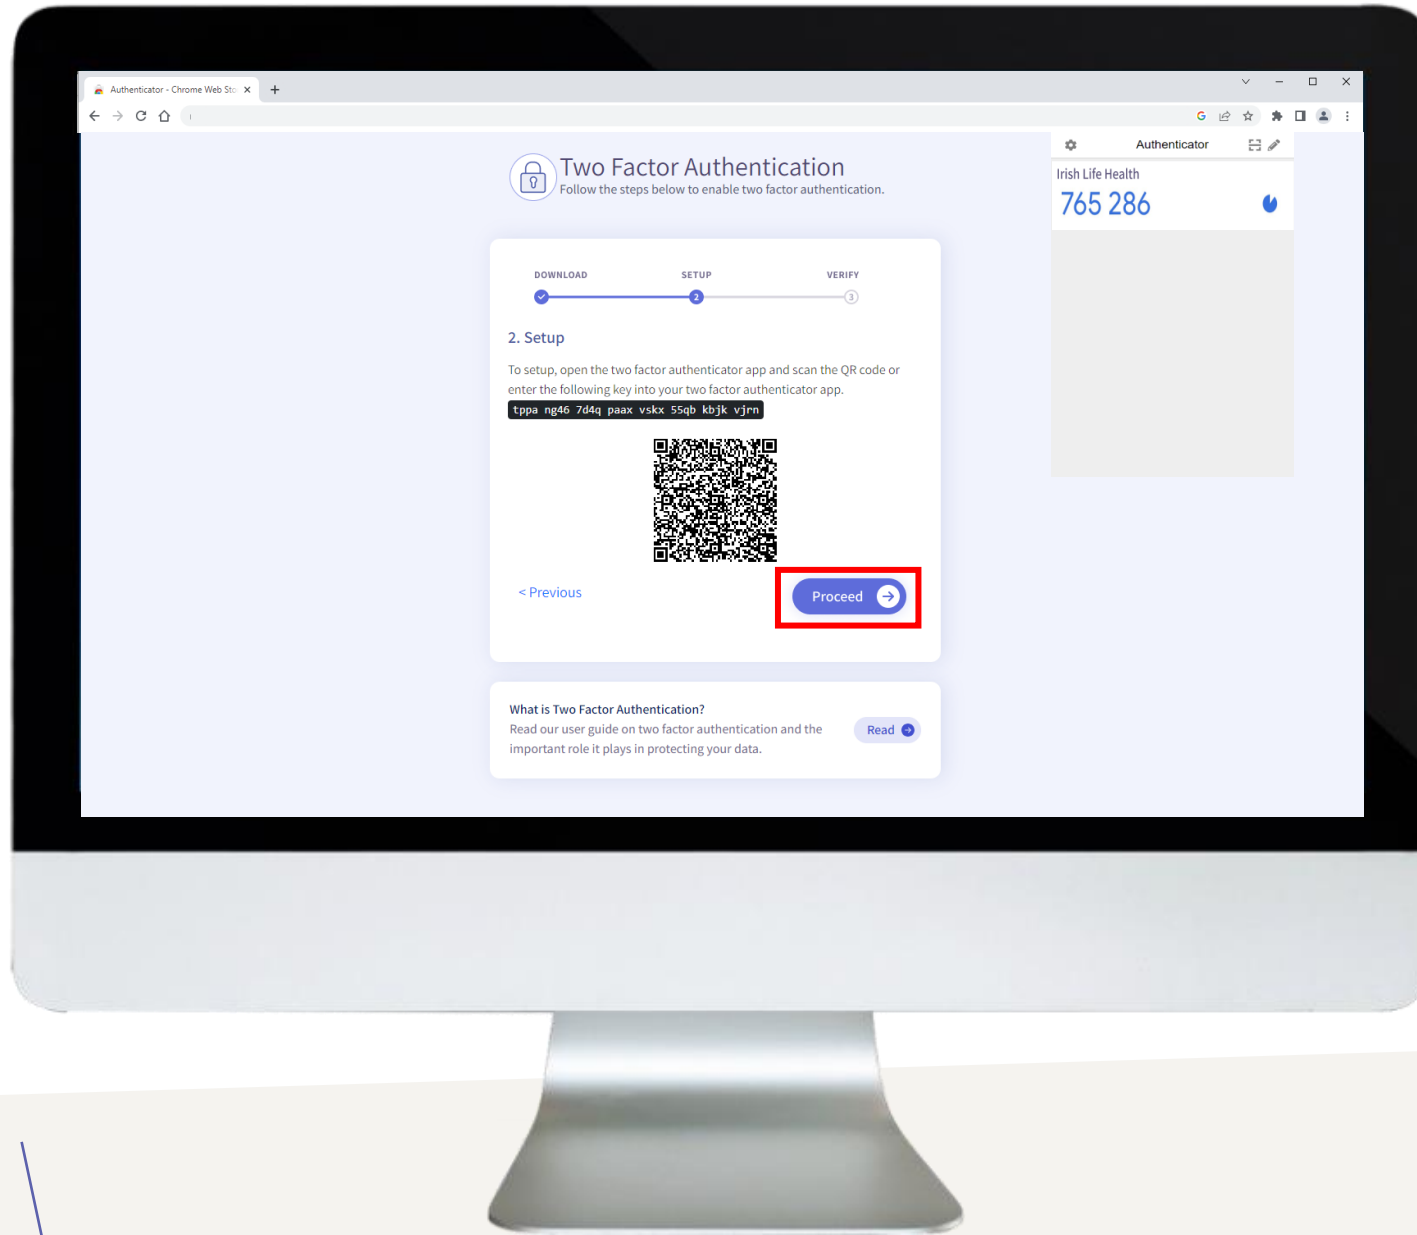 Authenticator - Chrome Web Sto
Two Factor Authentication
Follow the steps below to enable two factor authentication.
DOWNLOAD SETUP VERIFY
2 3
2. Setup
To setup, open the two factor authenticator app and scan the QR code or
enter the following key into your two factor authenticator app.
tppa ng46 7d4q paax vskx 55qb kbjk vjrn
< Previous
Proceed
What is Two Factor Authentication?
Read our user guide on two factor authentication and the
important role it plays in protecting your data.
Read
Authenticator
Irish Life Health
765 286